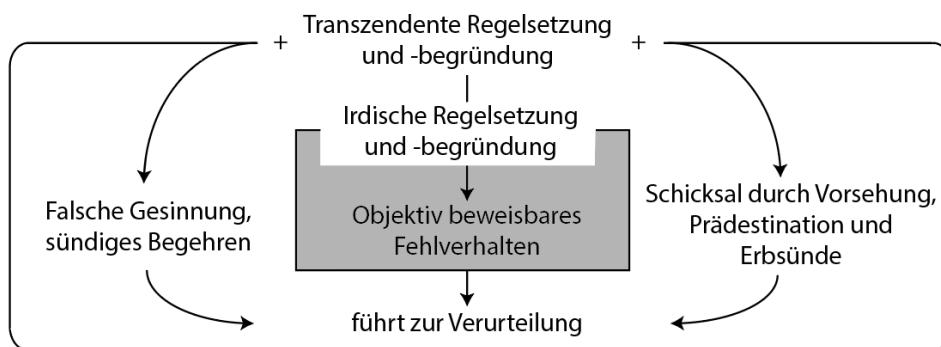 + Transzendente Regelsetzung +
und -begründung
Irdische Regelsetzung
und -begründung
Falsche Gesinnung,
sündiges Begehren
Objektiv beweisbares
Fehlverhalten
Schicksal durch Vorsehung,
Prädestination und
Erbsünde
führt zur Verurteilung